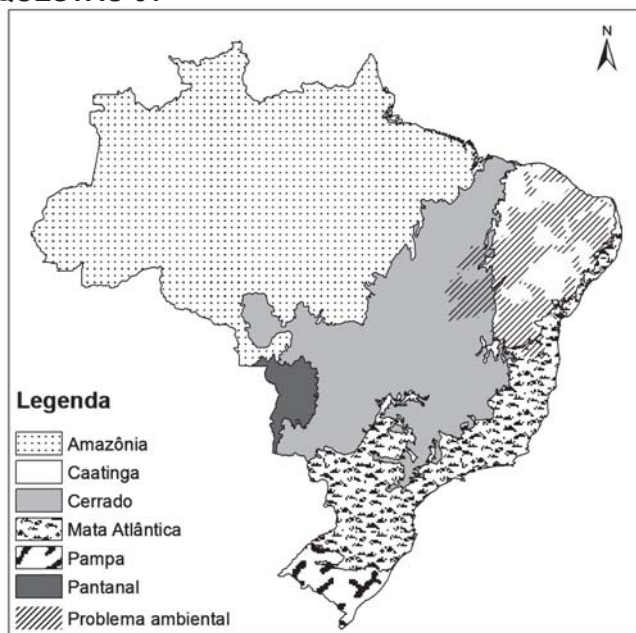 N
Legenda
Amazônia
Caatinga
Cerrado
Mata Atlântica
Pampa
Pantanal
Problema ambiental